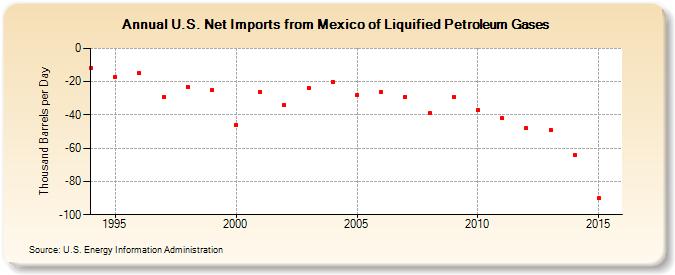 Annual U.S. Net Imports from Mexico of Liquified Petroleum Gases
Thousand Barrels per Day
0
-20
-40
-60
-80
-100
1995 2000 2005 2010 2015
Source: U.S. Energy Information Administration